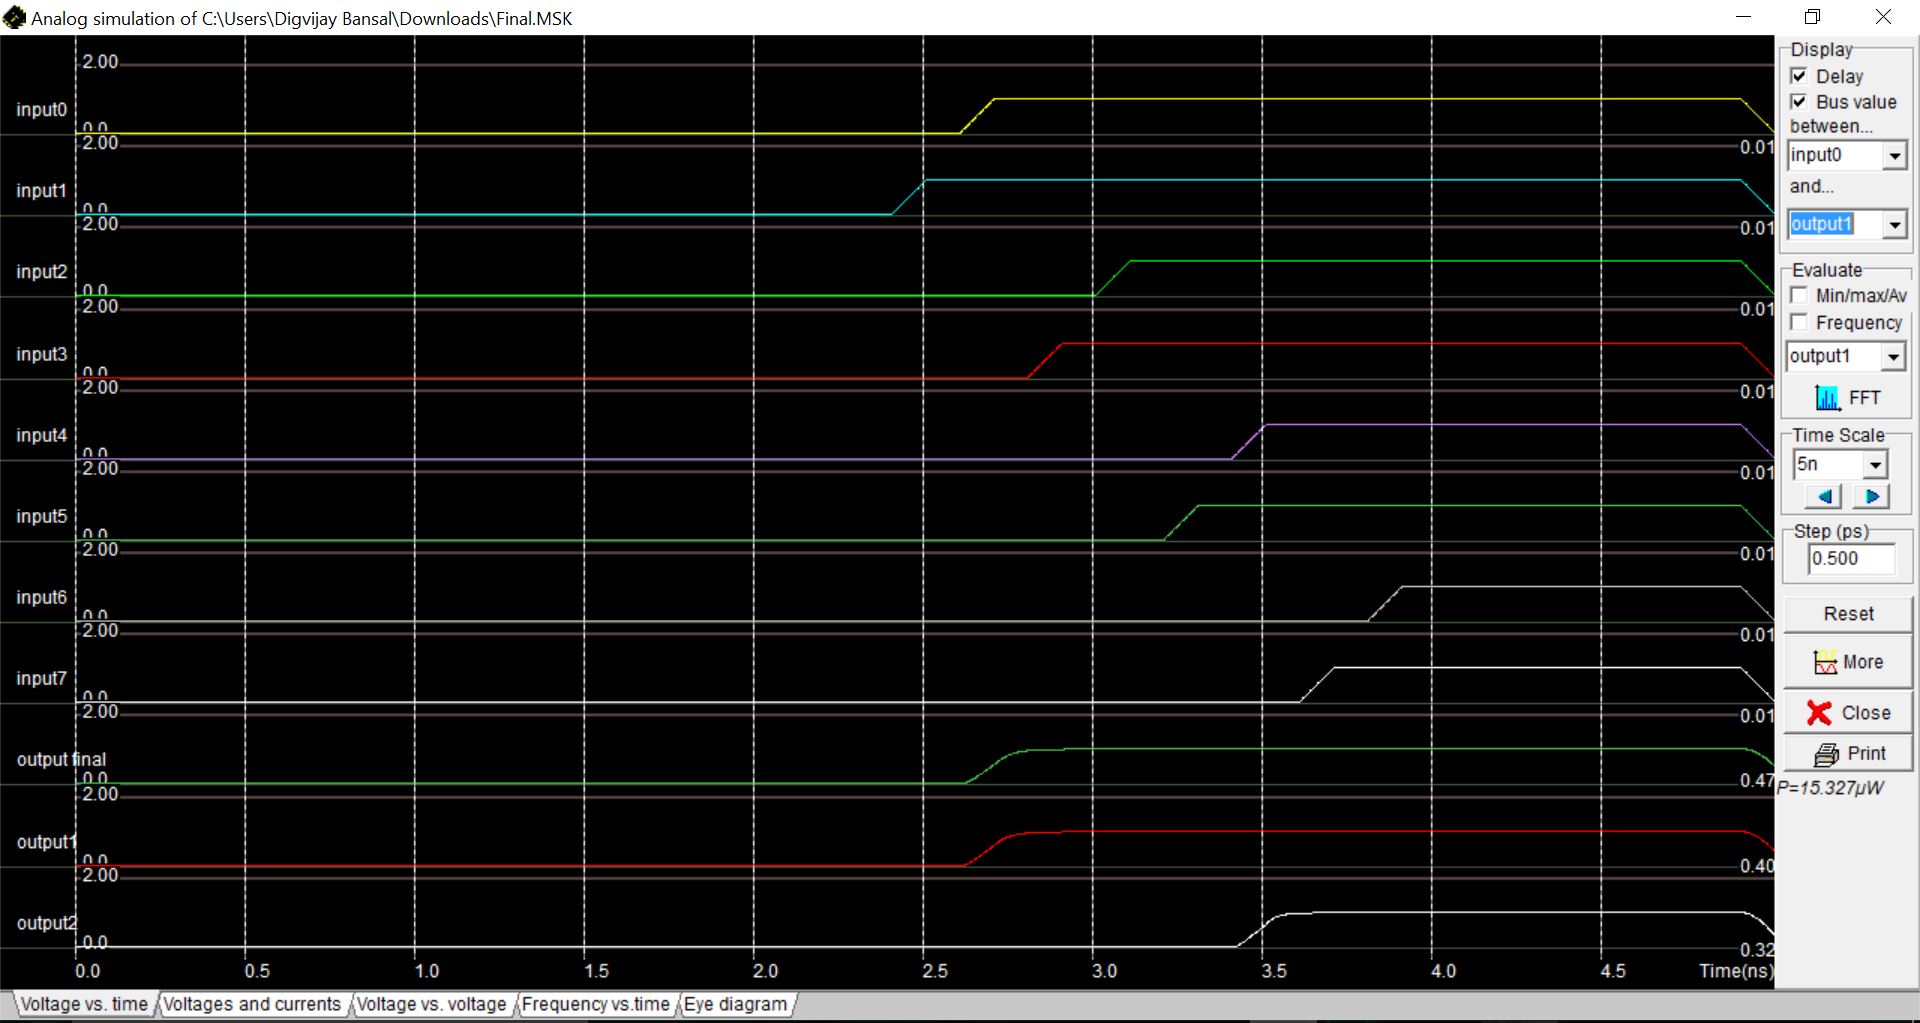 Analog simulation of C:\Users\Digvijay Bansal\Downloads\Final.MSK
2.00
input0
0.0
2.00
0.01
input1
0.0
2.00
0.01
input2
0.0
2.00
0.01
input3
0.0
2.00
0.01
input4
0.0
2.00
0.01
input5
0.0
2.00
0.01
input6
0.0
2.00
0.01
input7
0.0
2.00
0.01
output final
0.0
0.47
2.00
output1
0.0
0.40
2.00
output2
0.0
0.32
0.0 0.5 1.0 1.5 2.0 2.5 3.0 3.5 4.0 4.5 Time(ns)
Display
Delay
Bus value
between...
input0
and...
output1
Evaluate
Min/max/Av
Frequency
output1
FFT
Time Scale
5n
Step (ps)
0.500
Reset
More
Close
Print
P=15.327µW
Voltage vs. time Voltages and currents Voltage vs. voltage Frequency vs.time Eye diagram